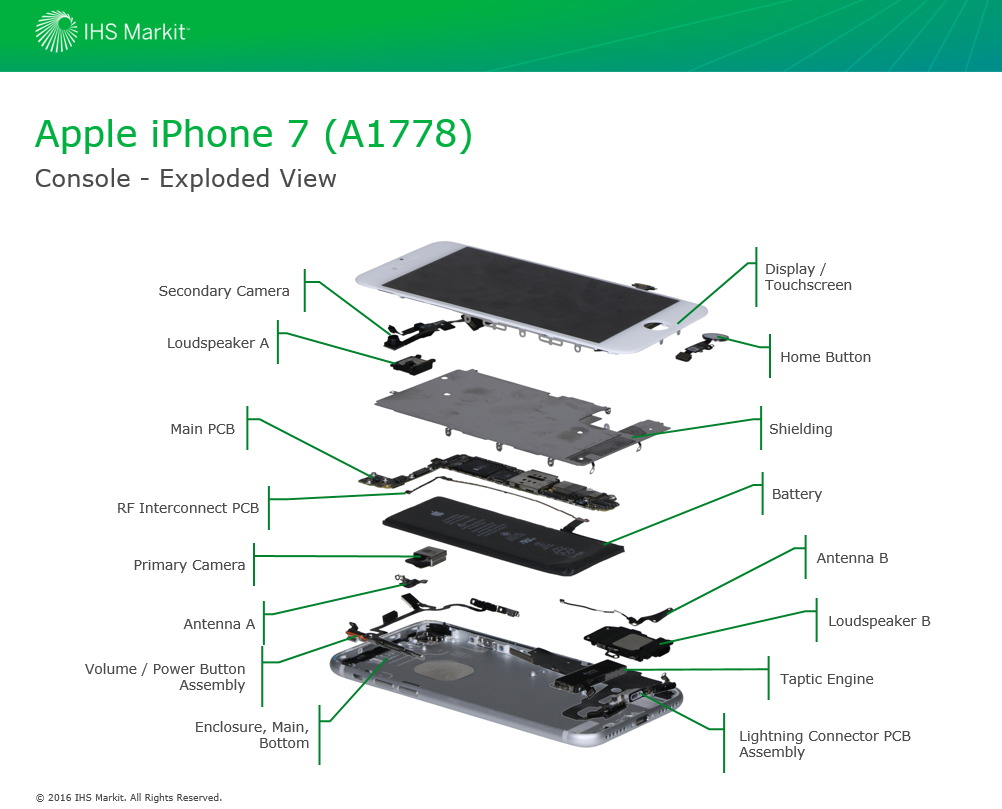 IHS Markit™
Apple iPhone 7 (A1778)
Console - Exploded View
Secondary Camera
Loudspeaker A
Main PCB
RF Interconnect PCB
Primary Camera
Antenna A
Volume / Power Button
Assembly
Enclosure, Main,
Bottom
Display /
Touchscreen
Home Button
Shielding
Battery
Antenna B
Loudspeaker B
Taptic Engine
Lightning Connector PCB
Assembly
© 2016 IHS Markit. All Rights Reserved.